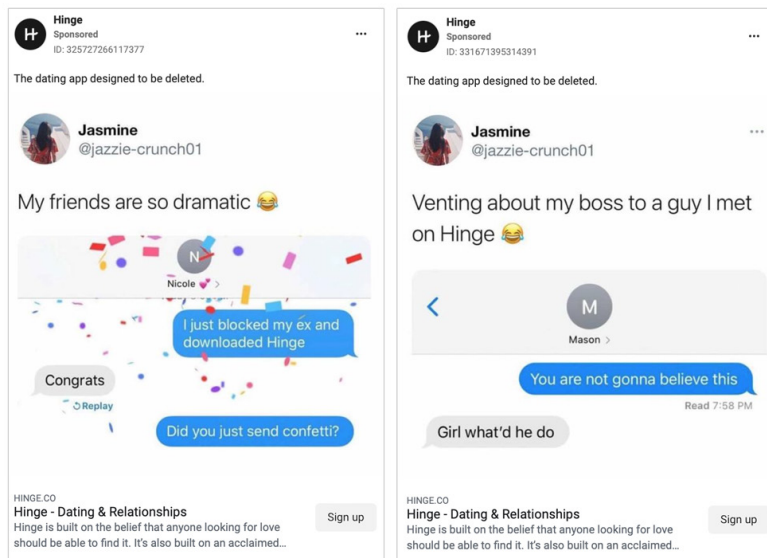 Hinge
Sponsored
ID: 325727266117377
The dating app designed to be deleted.
Jasmine
@jazzie-crunch01
My friends are so dramatic 😂
N
Nicole 💕 >
I just blocked my ex and
downloaded Hinge
Congrats
Replay
Did you just send confetti?
HINGE.CO
Hinge - Dating & Relationships
Hinge is built on the belief that anyone looking for love
should be able to find it. It's also built on an acclaimed...
Sign up
Hinge
Sponsored
ID: 331671395314391
The dating app designed to be deleted.
Jasmine
@jazzie-crunch01
Venting about my boss to a guy I met
on Hinge 😂
M
Mason >
You are not gonna believe this
Read 7:58 PM
Girl what'd he do
HINGE.CO
Hinge - Dating & Relationships
Hinge is built on the belief that anyone looking for love
should be able to find it. It's also built on an acclaimed...
Sign up